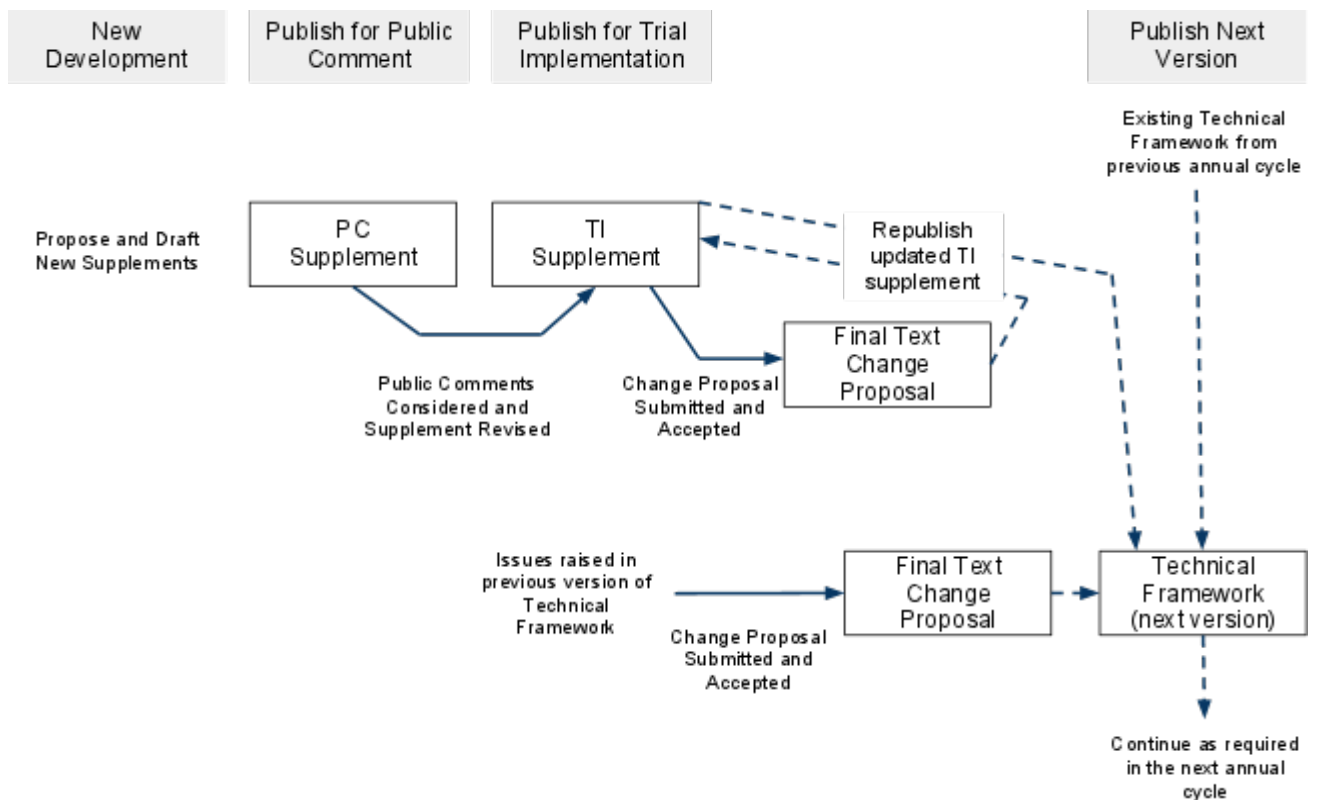 New
Development
Publish for Public
Comment
Publish for Trial
Implementation
Publish Next
Version
Existing Technical
Framework from
previous annual cycle
Propose and Draft
New Supplements
PC
Supplement
TI
Supplement
Republish
updated TI
supplement
Final Text
Change
Proposal
Public Comments
Considered and
Supplement Revised
Change Proposal
Submitted and
Accepted
Issues raised in
previous version of
Technical
Framework
Change Proposal
Submitted and
Accepted
Final Text
Change
Proposal
Technical
Framework
(next version)
Continue as required
in the next annual
cycle